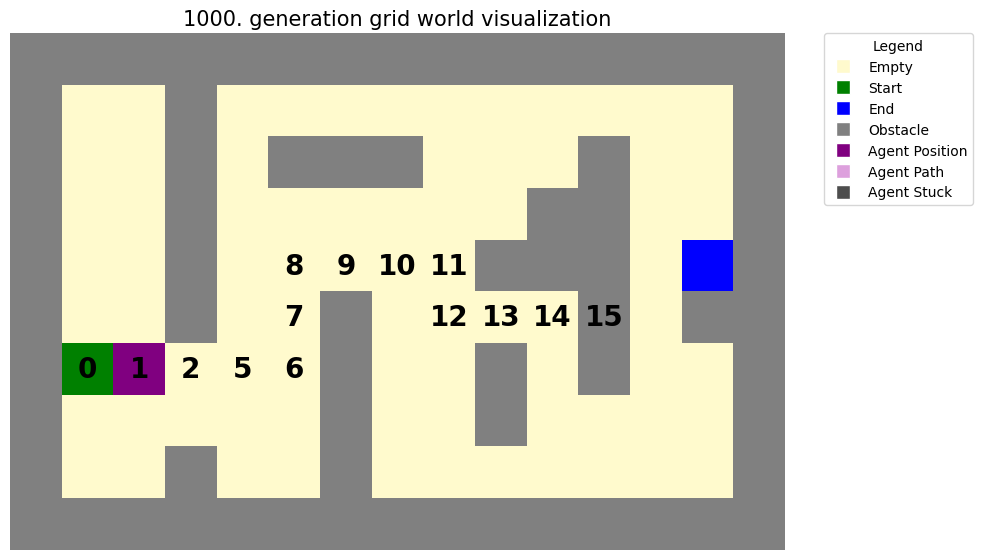 1000. generation grid world visualization
Legend
Empty
Start
End
Obstacle
Agent Position
Agent Path
Agent Stuck
8 9 10 11
7 12 13 14 15
0 1 2 5 6